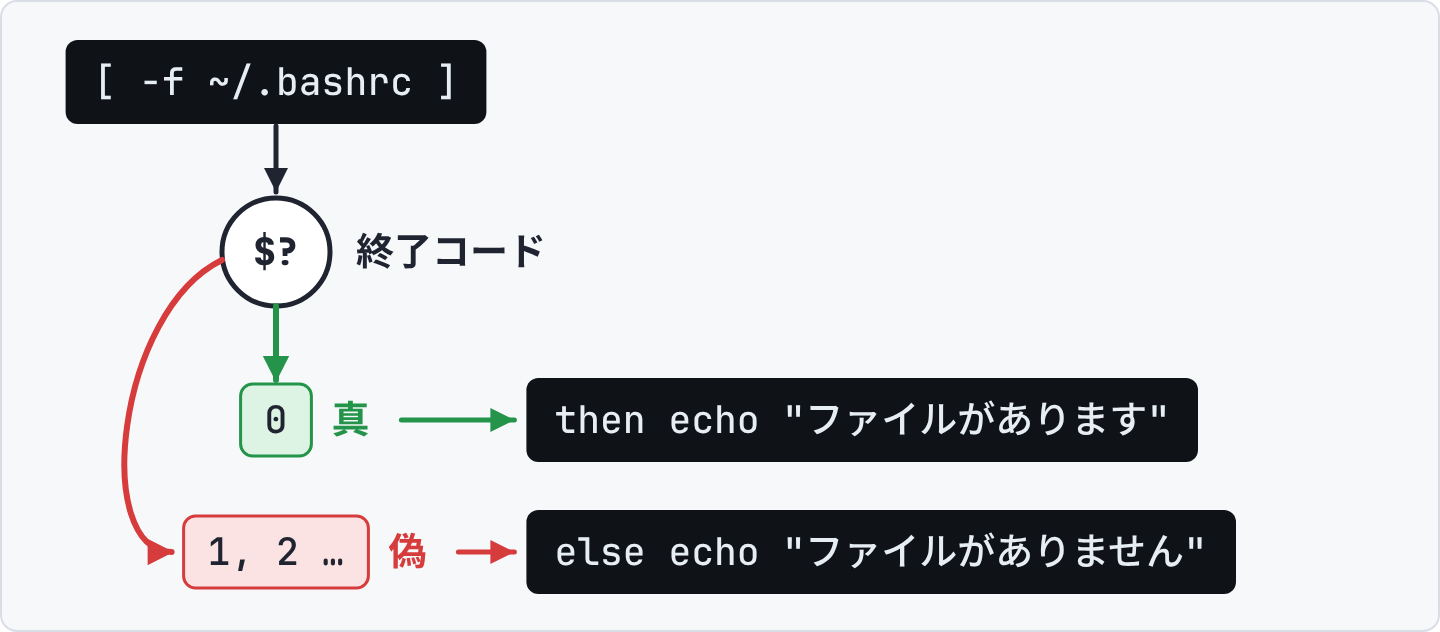 [ -f ~/.bashrc ]
$? 終了コード
0 真 then echo "ファイルがあります"
1, 2 … 偽 else echo "ファイルがありません"